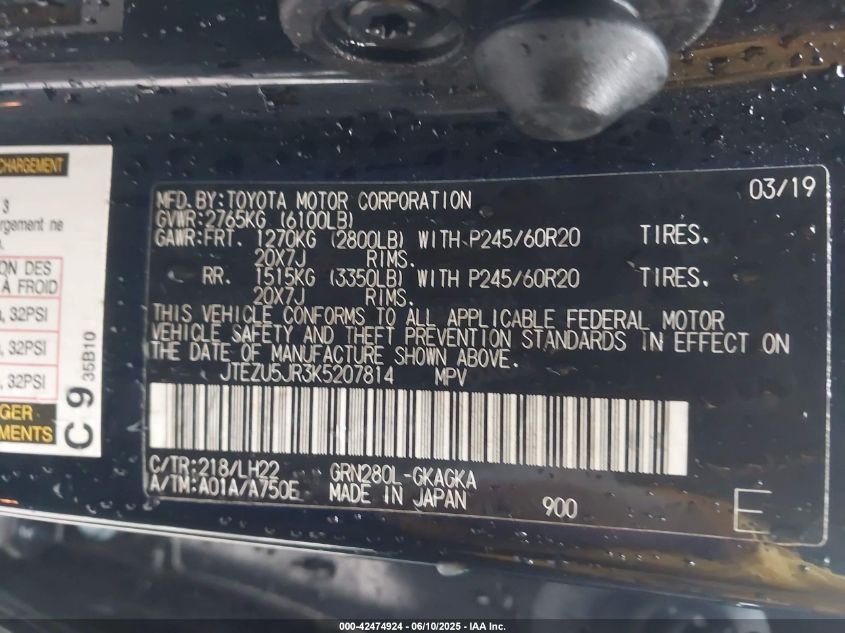 CHARGEMENT
3
rgement ne
ION DES
À FROID
, 32PSI
, 32PSI
, 32PSI
GER
EMENTS
C 9
35B10
03/19
MFD.BY:TOYOTA MOTOR CORPORATION
GVWR:2765KG (6100LB)
GAWR:FRT. 1270KG (2800LB) WITH P245/60R20 TIRES.
20X7J RIMS.
RR. 1515KG (3350LB) WITH P245/60R20 TIRES.
20X7J RIMS.
THIS VEHICLE CONFORMS TO ALL APPLICABLE FEDERAL MOTOR
VEHICLE SAFETY AND THEFT PREVENTION STANDARDS IN EFFECT ON
THE DATE OF MANUFACTURE SHOWN ABOVE.
JTEZU5JR3K5207814 MPV
C/TR:218/LH22 GRN280L-GKAGKA
A/TM:A01A/A750E MADE IN JAPAN 900 E
000-42474924 - 06/10/2025 - IAA Inc.